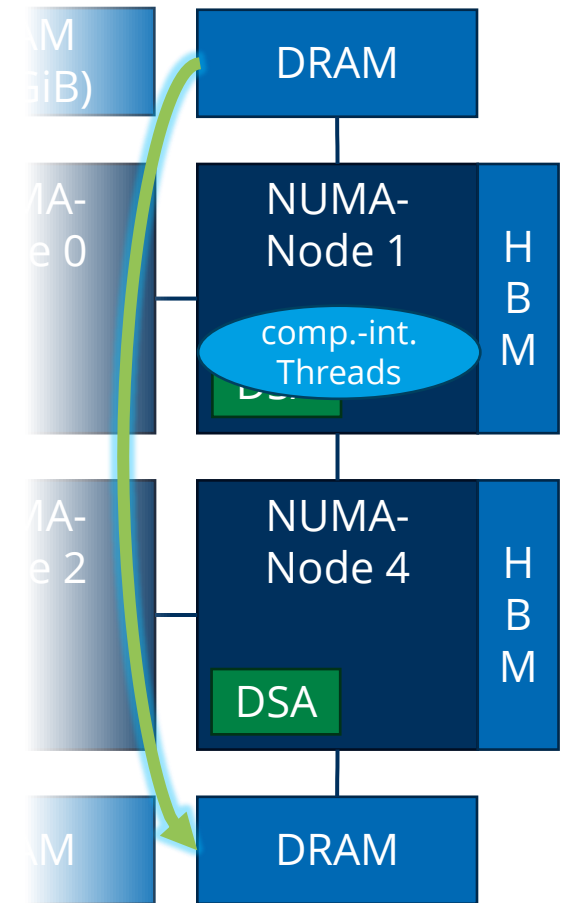 DRAM
NUMA-
Node 1
H
B
M
comp.-int.
Threads
NUMA-
Node 4
H
B
M
DSA
DRAM